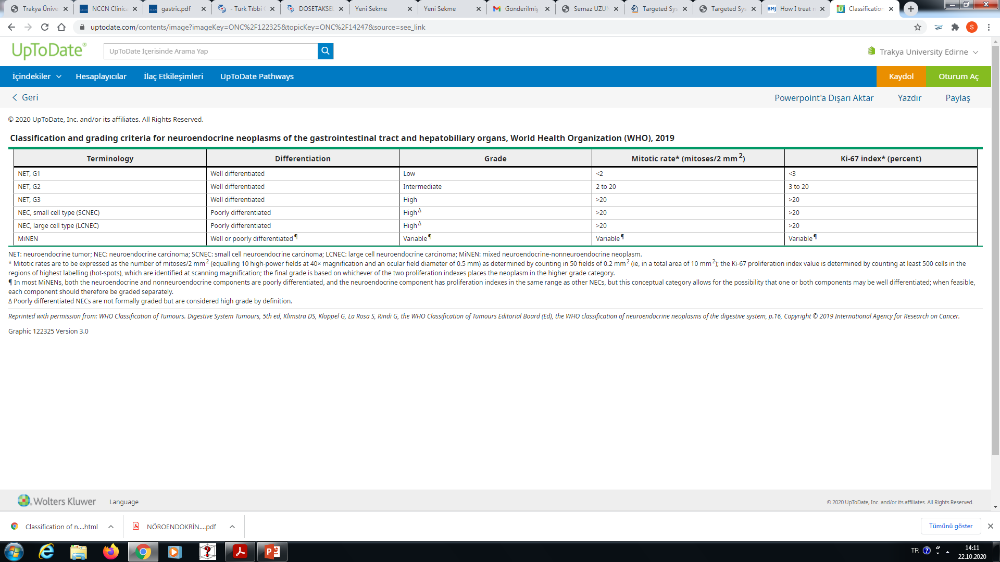 Trakya Ünive
NCCN Clinica
gastric.pdf
- Türk Tıbbi
DOSETAKSEL
Yeni Sekme
Yeni Sekme
Gönderilmiş
Sernaz UZUN
Targeted Sys
Targeted Sys
BMJ How I treat
Classification
uptodate.com/contents/image?imageKey=ONC%2F122325&topicKey=ONC%2F14247&source=see_link
S
UpToDate®
UpToDate İçerisinde Arama Yap
Trakya University Edirne
İçindekiler Hesaplayıcılar İlaç Etkileşimleri UpToDate Pathways Kaydol Oturum Aç
Geri Powerpoint'a Dışarı Aktar Yazdır Paylaş
© 2020 UpToDate, Inc. and/or its affiliates. All Rights Reserved.
Classification and grading criteria for neuroendocrine neoplasms of the gastrointestinal tract and hepatobiliary organs, World Health Organization (WHO), 2019
Terminology Differentiation Grade Mitotic rate* (mitoses/2 mm²) Ki-67 index* (percent)
NET, G1 Well differentiated Low <2 <3
NET, G2 Well differentiated Intermediate 2 to 20 3 to 20
NET, G3 Well differentiated High >20 >20
NEC, small cell type (SCNEC) Poorly differentiated High Δ >20 >20
NEC, large cell type (LCNEC) Poorly differentiated High Δ >20 >20
MiNEN Well or poorly differentiated ¶ Variable ¶ Variable ¶ Variable ¶
NET: neuroendocrine tumor; NEC: neuroendocrine carcinoma; SCNEC: small cell neuroendocrine carcinoma; LCNEC: large cell neuroendocrine carcinoma; MiNEN: mixed neuroendocrine-nonneuroendocrine neoplasm.
* Mitotic rates are to be expressed as the number of mitoses/2 mm² (equalling 10 high-power fields at 40× magnification and an ocular field diameter of 0.5 mm) as determined by counting in 50 fields of 0.2 mm² (ie, in a total area of 10 mm²); the Ki-67 proliferation index value is determined by counting at least 500 cells in the
regions of highest labelling (hot-spots), which are identified at scanning magnification; the final grade is based on whichever of the two proliferation indexes places the neoplasm in the higher grade category.
¶ In most MiNENs, both the neuroendocrine and nonneuroendocrine components are poorly differentiated, and the neuroendocrine component has proliferation indexes in the same range as other NECs, but this conceptual category allows for the possibility that one or both components may be well differentiated; when feasible,
each component should therefore be graded separately.
Δ Poorly differentiated NECs are not formally graded but are considered high grade by definition.
Reprinted with permission from: WHO Classification of Tumours. Digestive System Tumours, 5th ed, Klimstra DS, Kloppel G, La Rosa S, Rindi G, the WHO Classification of Tumours Editorial Board (Ed), the WHO classification of neuroendocrine neoplasms of the digestive system, p.16, Copyright © 2019 International Agency for Research on Cancer.
Graphic 122325 Version 3.0
Wolters Kluwer Language © 2020 UpToDate, Inc. and/or its affiliates. All Rights Reserved.
Classification of n....html NÖROENDOKRİN....pdf Tümünü göster
TR 14:11
22.10.2020